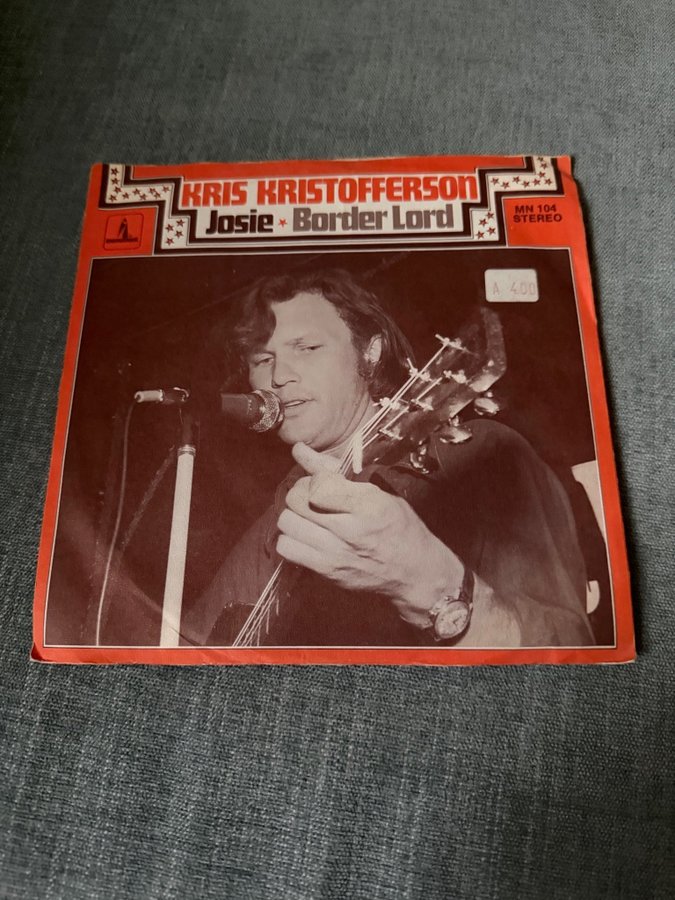 KRIS KRISTOFFERSON
Josie ★ Border Lord
MN 104
STEREO
A 400